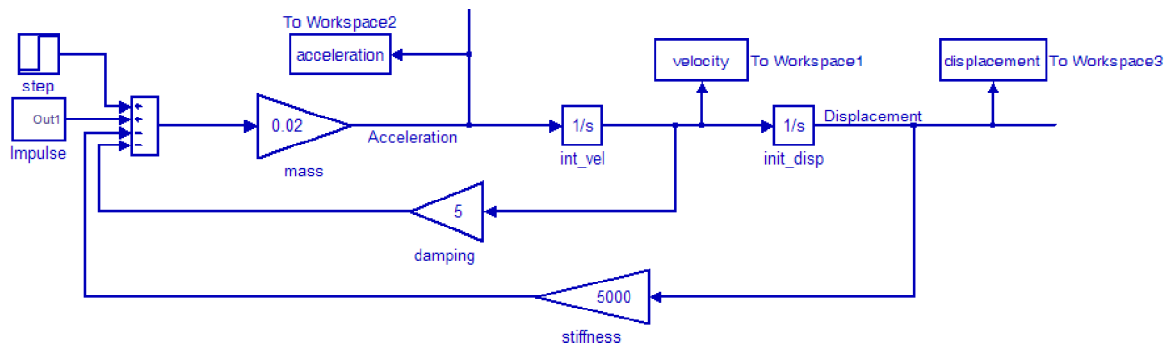 To Workspace2
acceleration
step
Out1
Impulse
0.02
mass
Acceleration
1/s
int_vel
velocity
To Workspace1
1/s
init_disp
Displacement
displacement
To Workspace3
5
damping
5000
stiffness